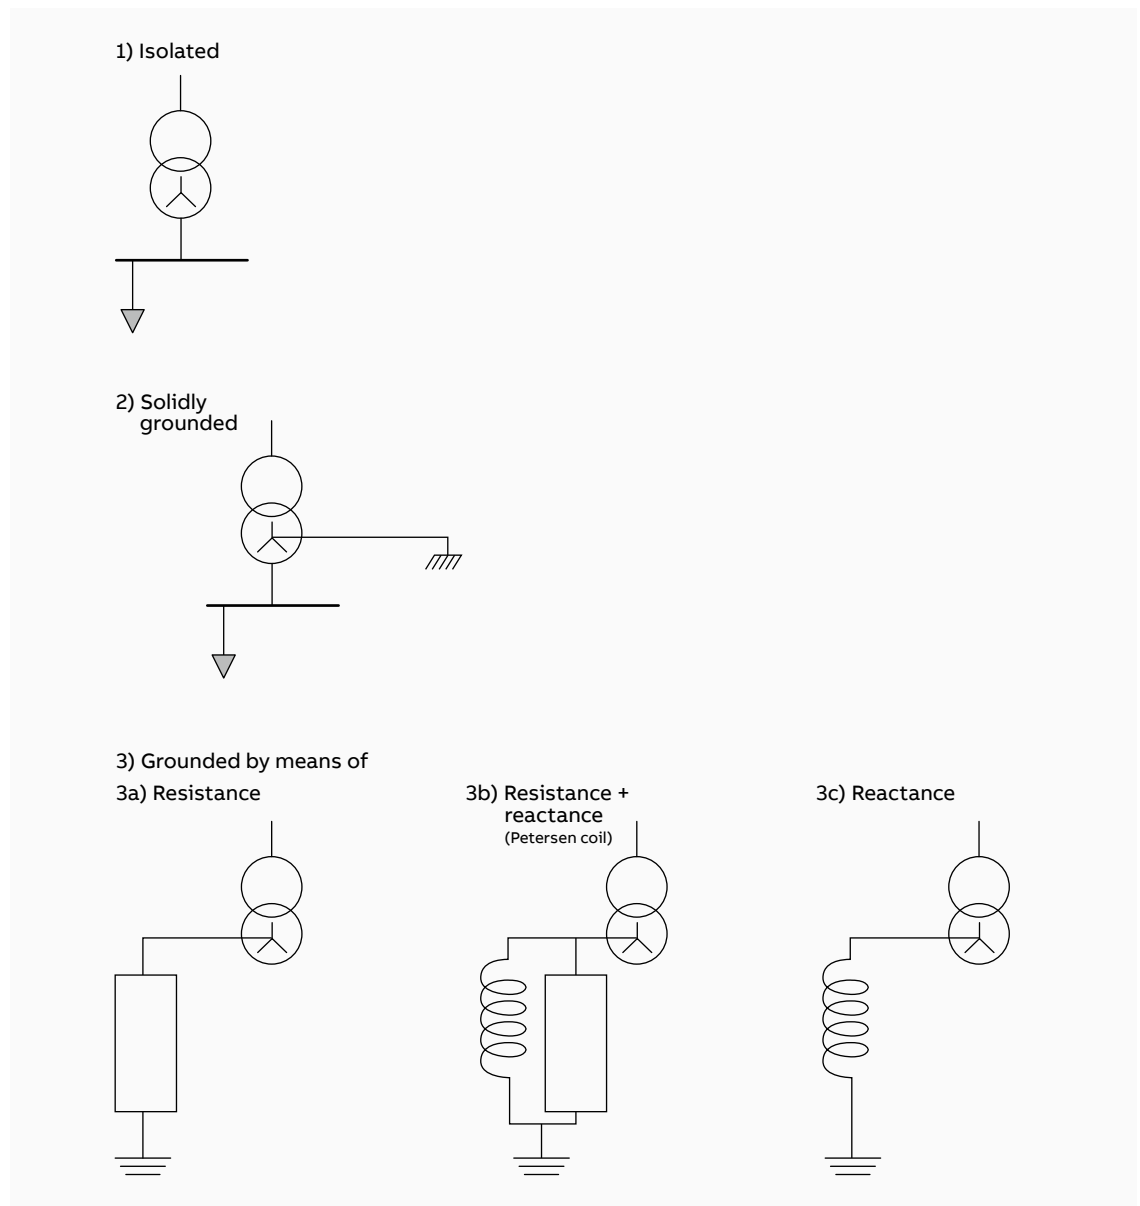 1) Isolated
2) Solidly
grounded
3) Grounded by means of
3a) Resistance
3b) Resistance +
reactance
(Petersen coil)
3c) Reactance